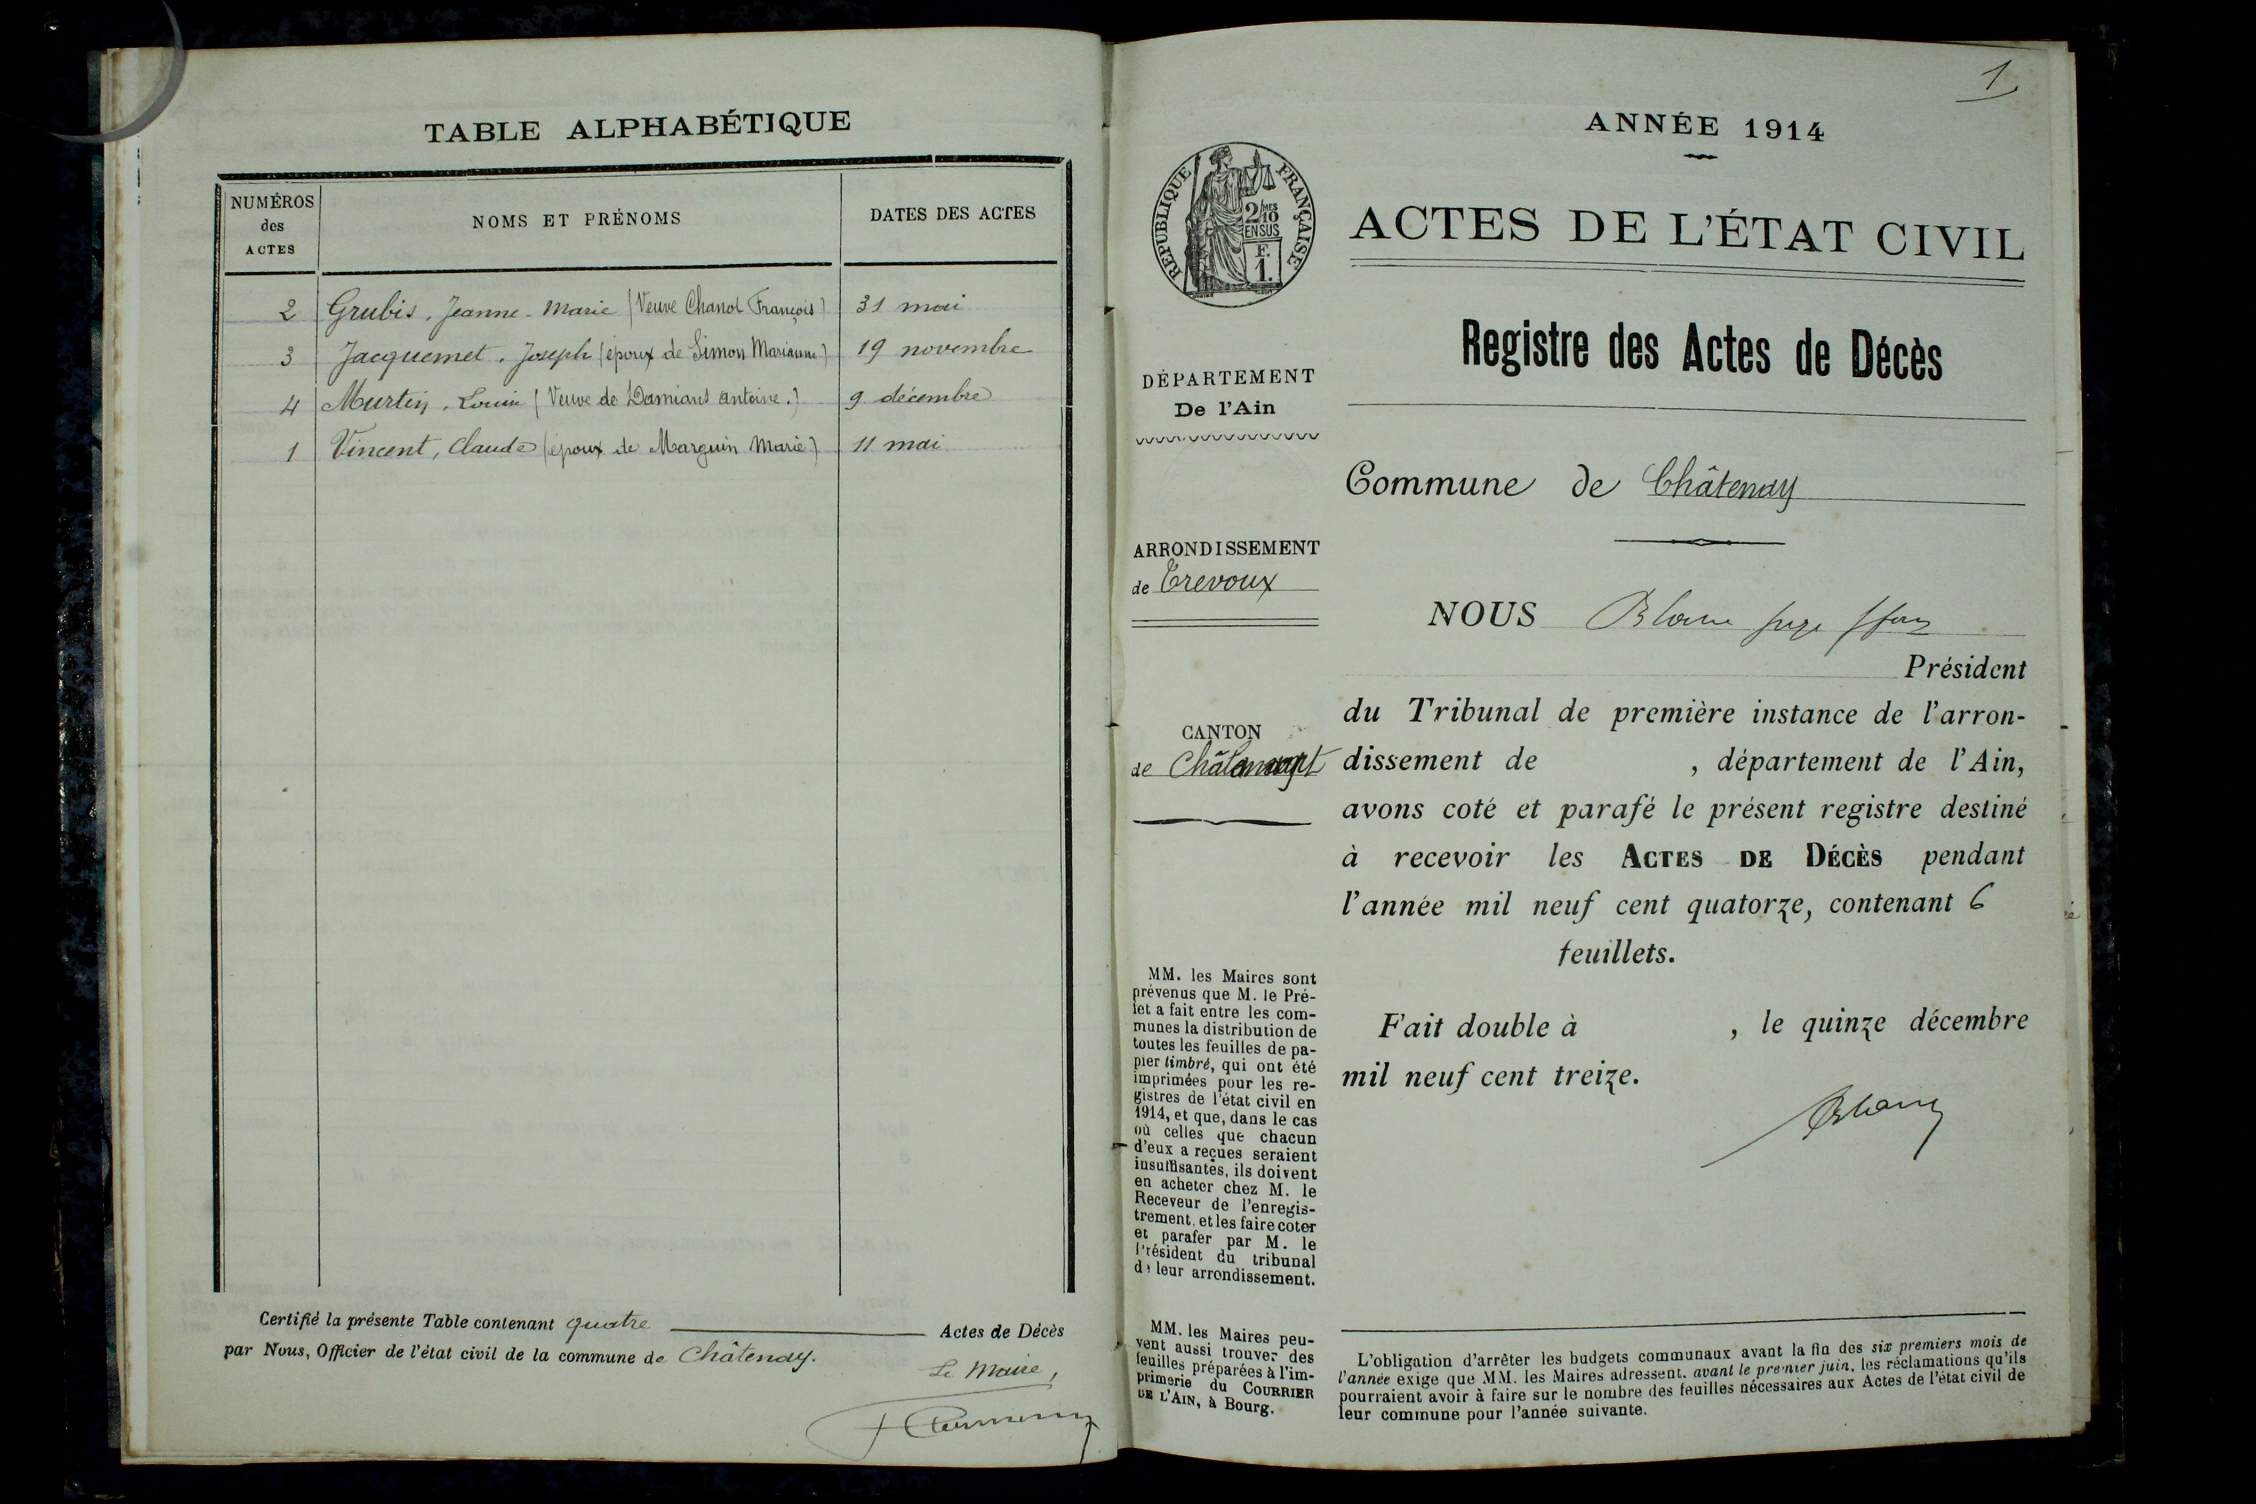 TABLE ALPHABÉTIQUE
NUMÉROS des ACTES
NOMS ET PRÉNOMS
DATES DES ACTES
2 Grubis, Jeanne-Marie (Veuve Chanol François) 31 mai
3 Jacquemet, Joseph (époux de Simon Marianne) 19 novembre
4 Murtin, Louise (Veuve de Damians Antoine.) 9 décembre
1 Vincent, Claude (époux de Marguin Marie) 11 mai
Certifié la présente Table contenant quatre Actes de Décès
par Nous, Officier de l'état civil de la commune de Châtenay.
Le Maire,
1
ANNÉE 1914
RÉPUBLIQUE FRANÇAISE
2/10 MES
EN SUS
F.
1.
ACTES DE L'ÉTAT CIVIL
Registre des Actes de Décès
DÉPARTEMENT
De l'Ain
Commune de Châtenay
ARRONDISSEMENT
de Trevoux
NOUS Blanc juge ffons
Président
du Tribunal de première instance de l'arron-
CANTON
de
dissement de , département de l'Ain,
avons coté et parafé le présent registre destiné
à recevoir les ACTES DE DÉCÈS pendant
l'année mil neuf cent quatorze, contenant 6
feuillets.
Fait double à , le quinze décembre
mil neuf cent treize.
Blanc
MM. les Maires sont
prévenus que M. le Pré-
fet a fait entre les com-
munes la distribution de
toutes les feuilles de pa-
pier timbré, qui ont été
imprimées pour les re-
gistres de l'état civil en
1914, et que, dans le cas
où celles que chacun
d'eux a reçues seraient
insuffisantes, ils doivent
en acheter chez M. le
Receveur de l'enregis-
trement, et les faire coter
et parafer par M. le
Président du tribunal
de leur arrondissement.
MM. les Maires peu-
vent aussi trouver des
feuilles préparées à l'im-
primerie du COURRIER
DE L'AIN, à Bourg.
L'obligation d'arrêter les budgets communaux avant la fin des six premiers mois de
l'année exige que MM. les Maires adressent, avant le premier juin, les réclamations qu'ils
pourraient avoir à faire sur le nombre des feuilles nécessaires aux Actes de l'état civil de
leur commune pour l'année suivante.